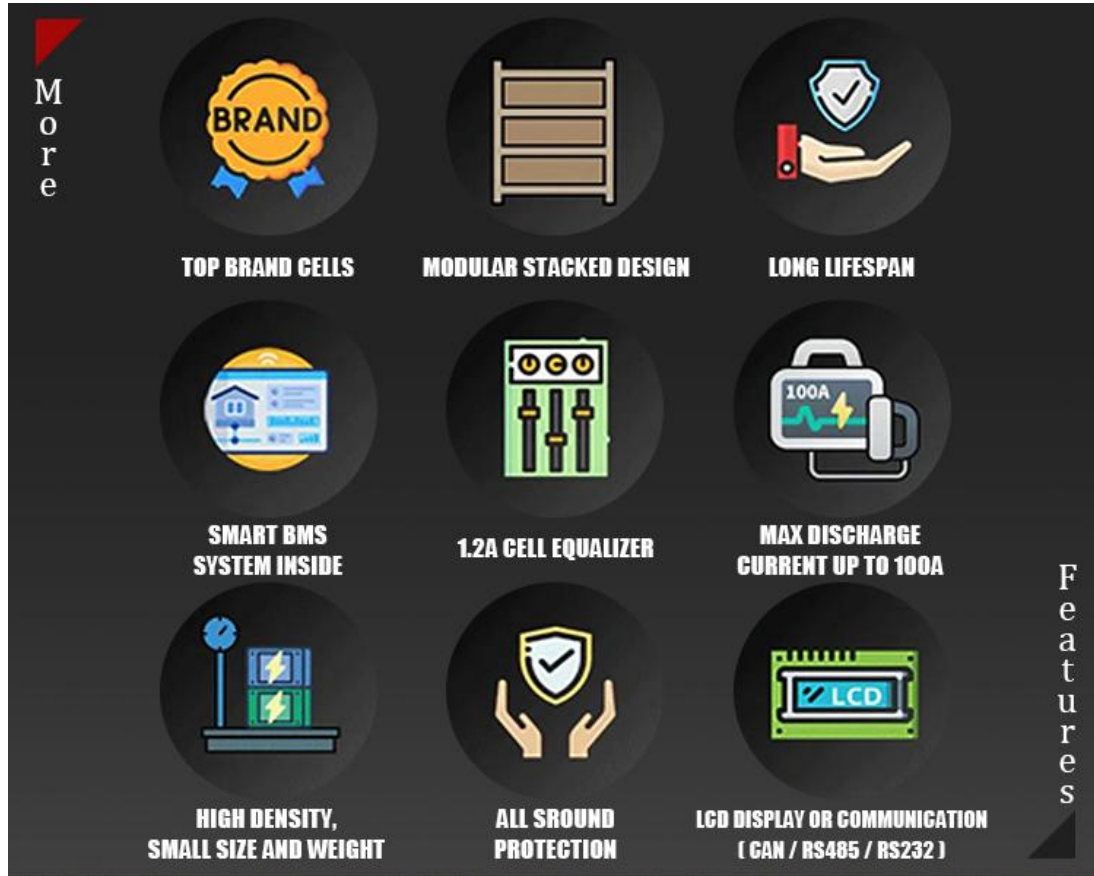 More
BRAND
TOP BRAND CELLS
MODULAR STACKED DESIGN
LONG LIFESPAN
SMART BMS
SYSTEM INSIDE
1.2A CELL EQUALIZER
100A
MAX DISCHARGE
CURRENT UP TO 100A
HIGH DENSITY,
SMALL SIZE AND WEIGHT
ALL SROUND
PROTECTION
LCD
LCD DISPLAY OR COMMUNICATION
( CAN / RS485 / RS232 )
Features